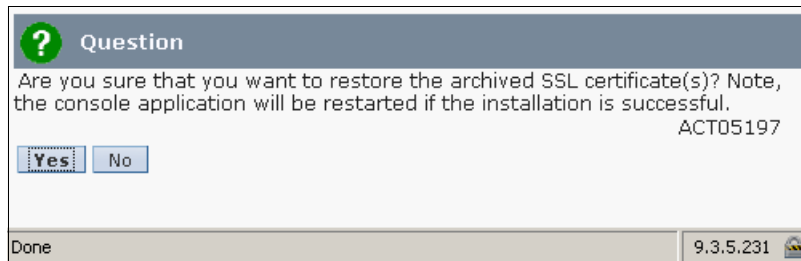 Question
Are you sure that you want to restore the archived SSL certificate(s)? Note,
the console application will be restarted if the installation is successful.
ACT05197
Yes No
Done 9.3.5.231